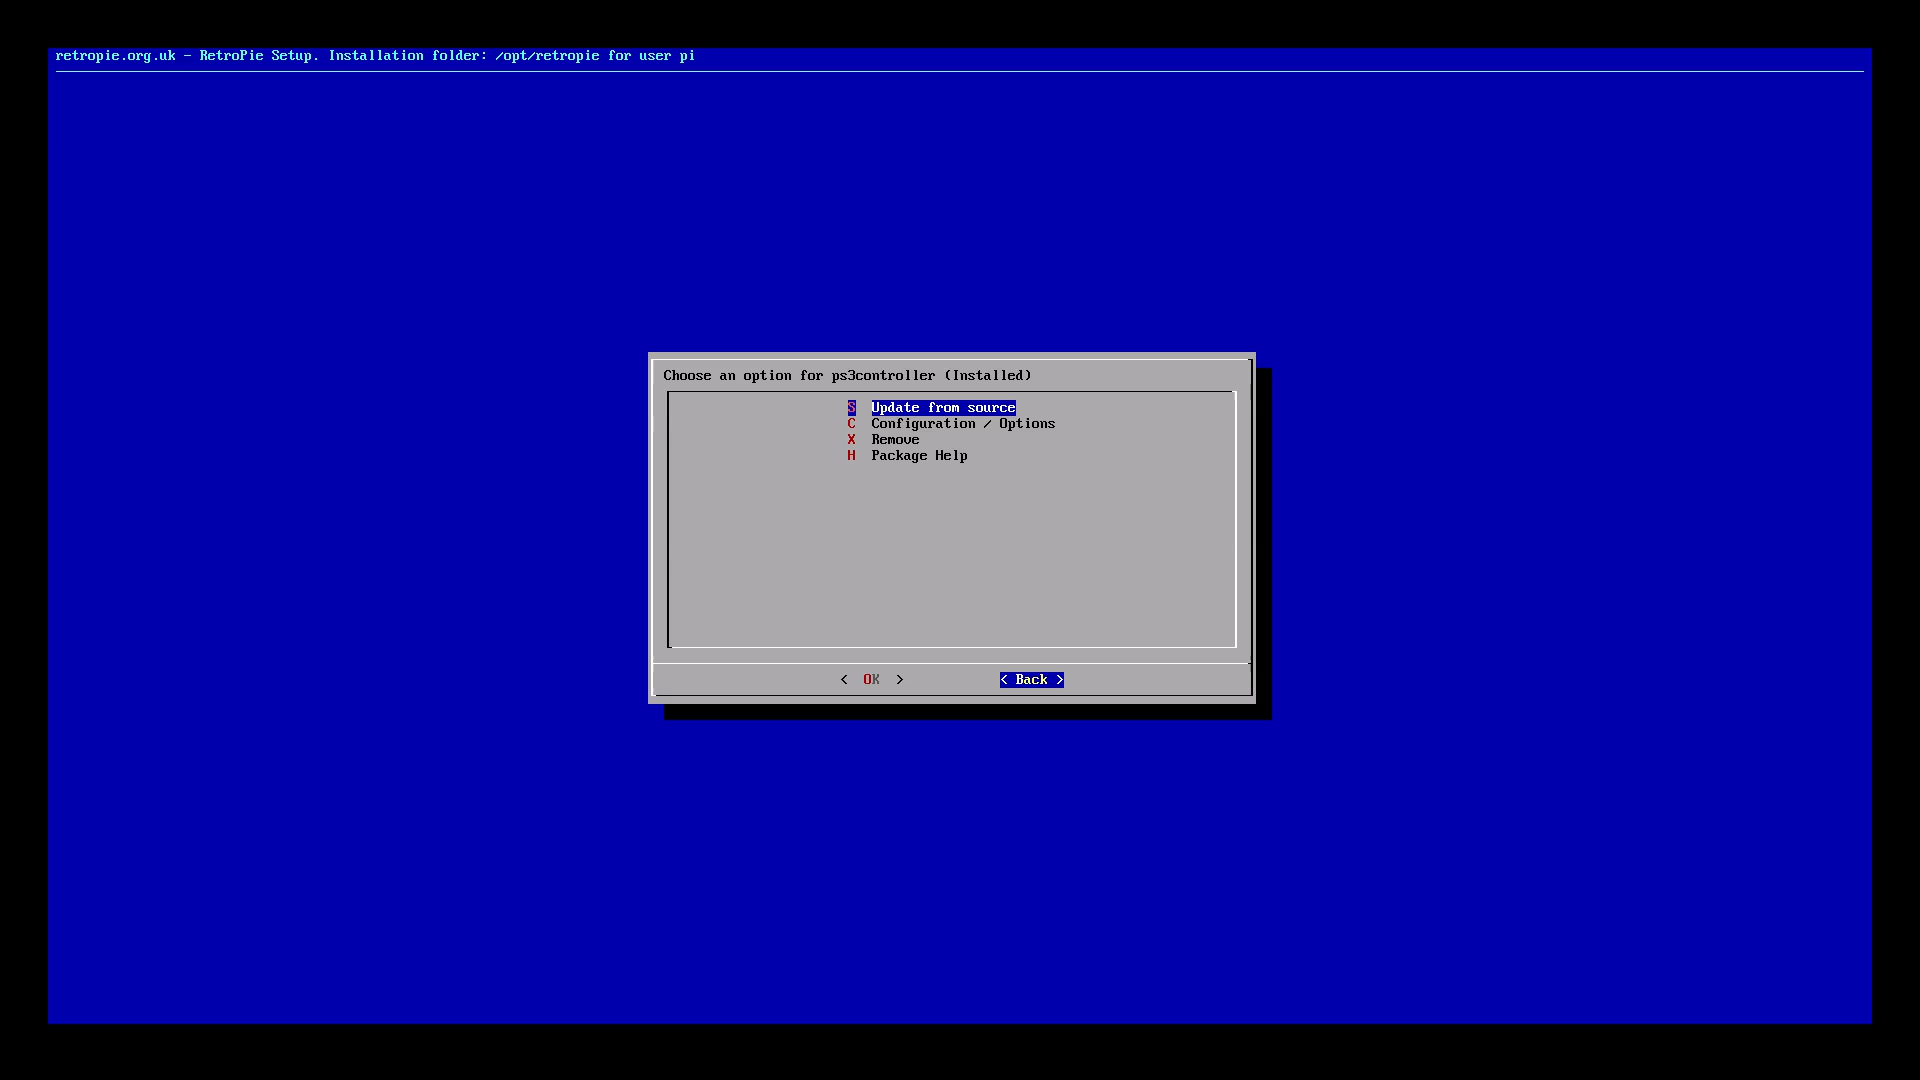 retropie.org.uk - RetroPie Setup. Installation folder: /opt/retropie for user pi
Choose an option for ps3controller (Installed)
S Update from source
C Configuration / Options
X Remove
H Package Help
< OK > < Back >